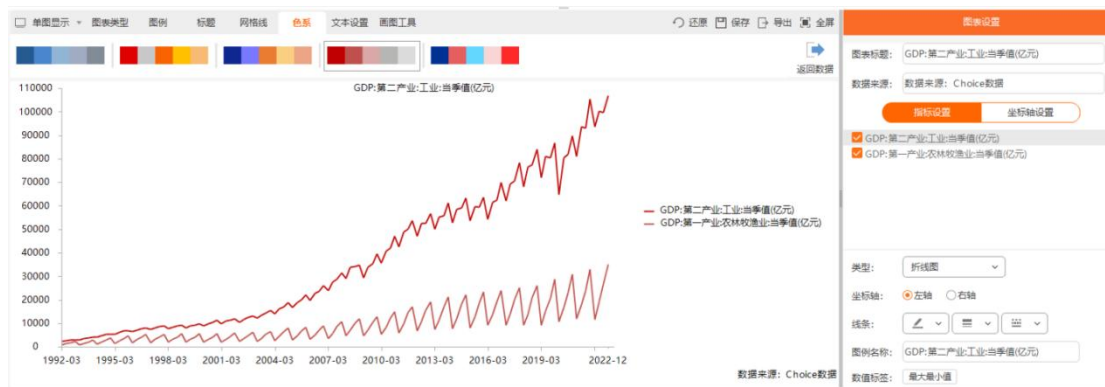 单图显示 图表类型 图例 标题 网格线 色系 文本设置 画图工具 还原 保存 导出 全屏
返回数据
图表设置
图表标题: GDP:第二产业:工业:当季值(亿元)
数据来源: 数据来源：Choice数据
指标设置 坐标轴设置
GDP:第二产业:工业:当季值(亿元)
GDP:第一产业:农林牧渔业:当季值(亿元)
GDP:第二产业:工业:当季值(亿元)
110000
100000
90000
80000
70000
60000
50000
40000
30000
20000
10000
0
1992-03 1995-03 1998-03 2001-03 2004-03 2007-03 2010-03 2013-03 2016-03 2019-03 2022-12
GDP:第二产业:工业:当季值(亿元)
GDP:第一产业:农林牧渔业:当季值(亿元)
数据来源：Choice数据
类型: 折线图
坐标轴: 左轴 右轴
线条:
图例名称: GDP:第二产业:工业:当季值(亿元)
数值标签: 最大最小值